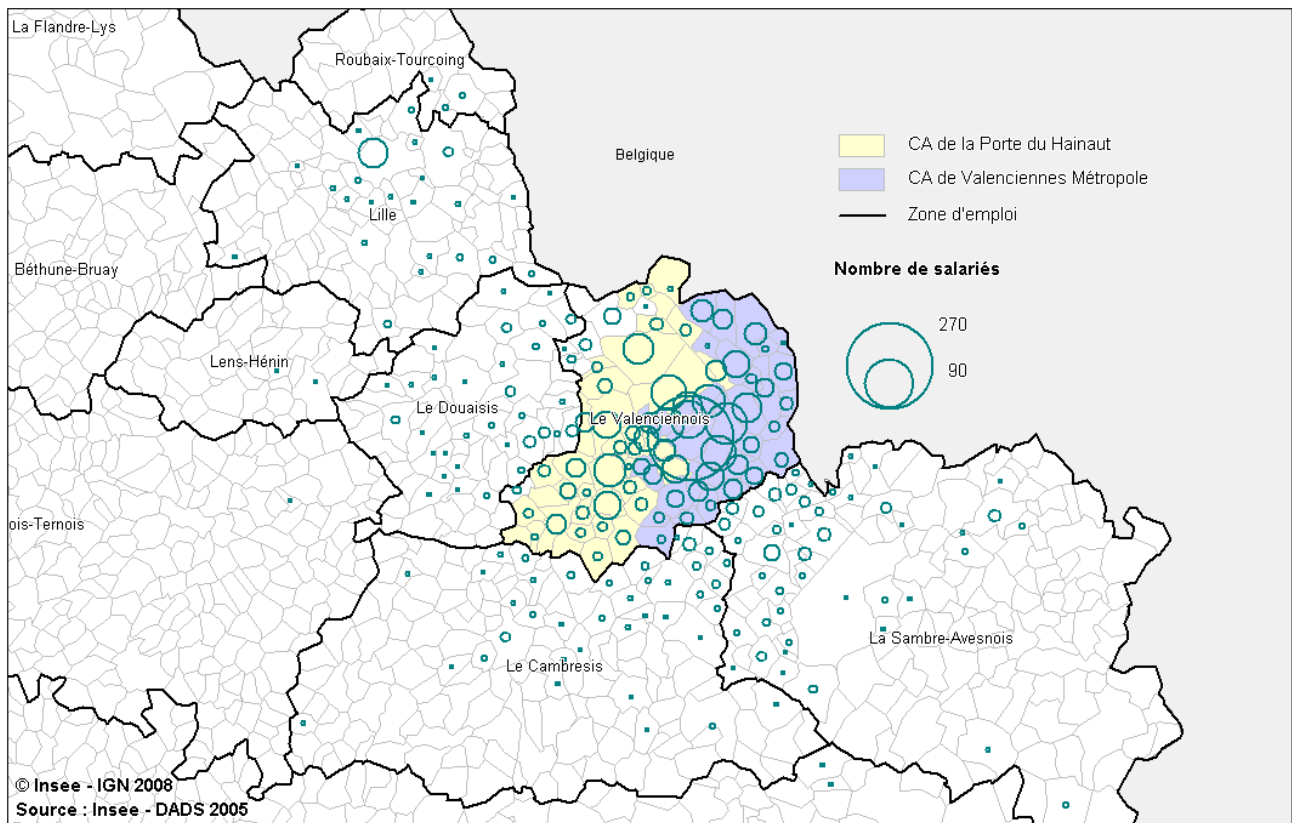 La Flandre-Lys
Roubaix-Tourcoing
CA de la Porte du Hainaut
Belgique
CA de Valenciennes Métropole
Lille
Zone d'emploi
Béthune-Bruay
Nombre de salariés
270
Lens-Hénin
90
Le Douaisis
Le Valenciennois
ois-Ternois
La Sambre-Avesnois
Le Cambresis
© Insee - IGN 2008
Source : Insee - DADS 2005